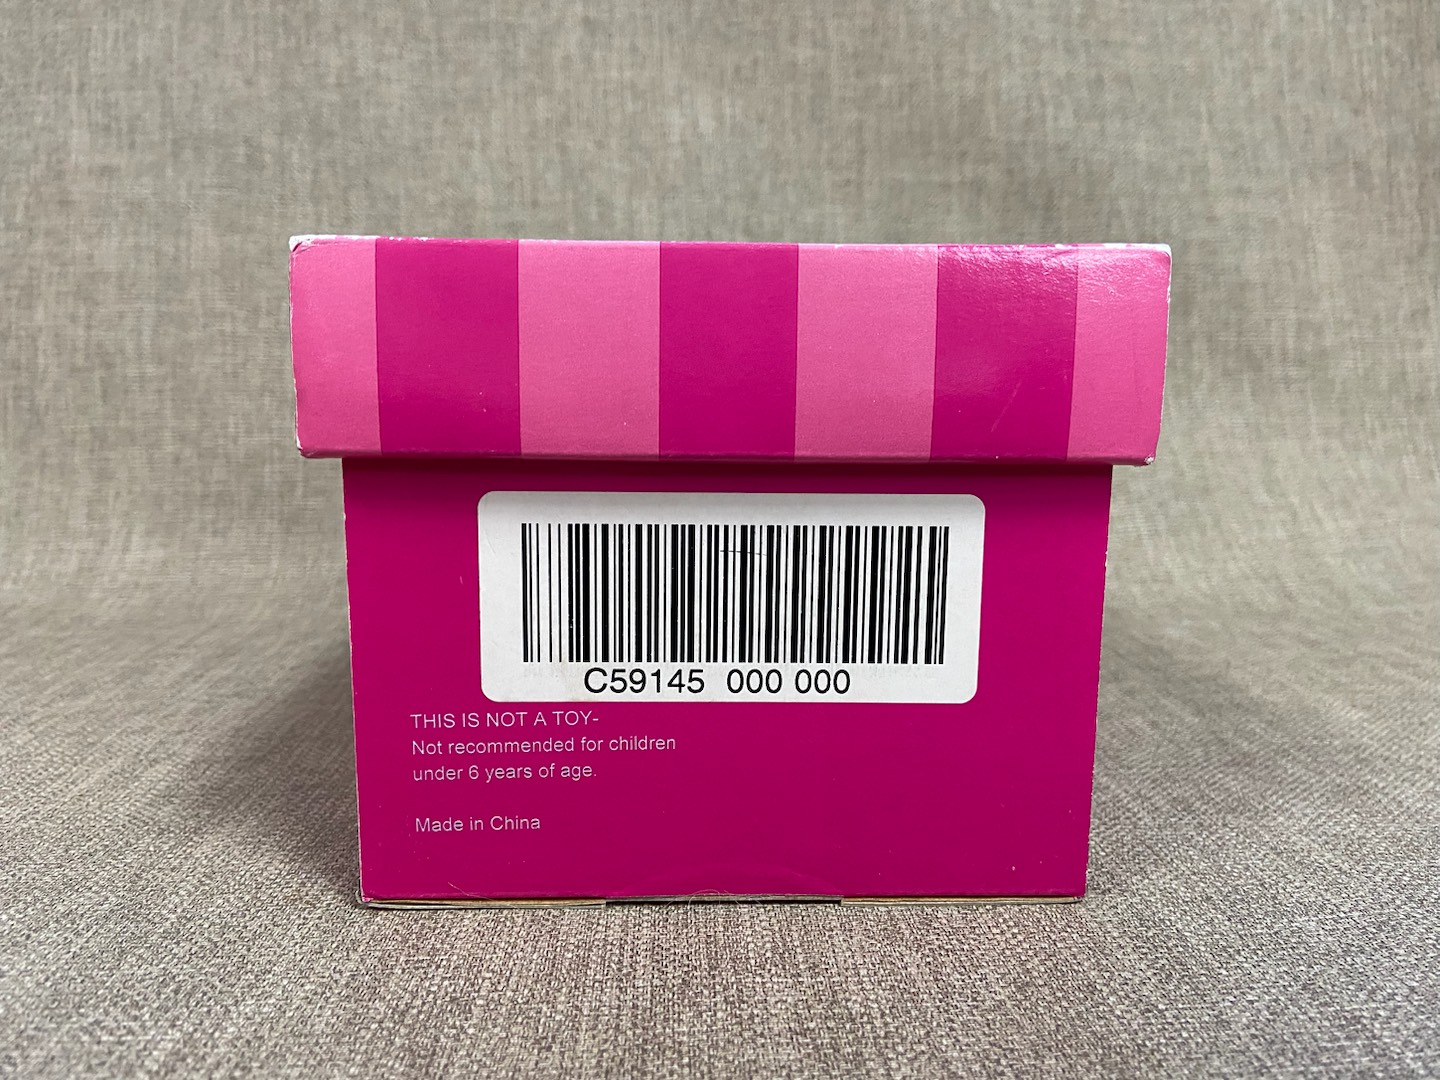 C59145 000 000
THIS IS NOT A TOY-
Not recommended for children
under 6 years of age.
Made in China